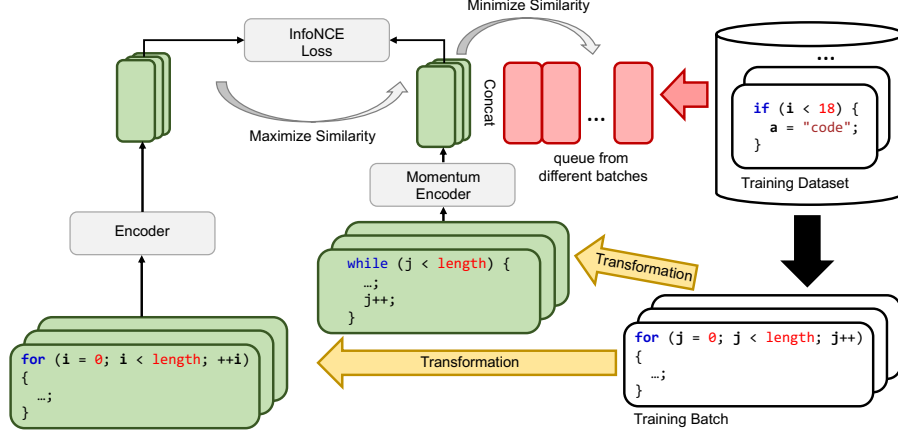 Minimize Similarity
InfoNCE
Loss
Maximize Similarity
Concat
...
queue from
different batches
...
if (i < 18) {
a = "code";
}
Training Dataset
Momentum
Encoder
Encoder
while (j < length) {
…;
j++;
}
Transformation
for (i = 0; i < length; ++i)
{
…;
}
Transformation
for (j = 0; j < length; j++)
{
…;
}
Training Batch